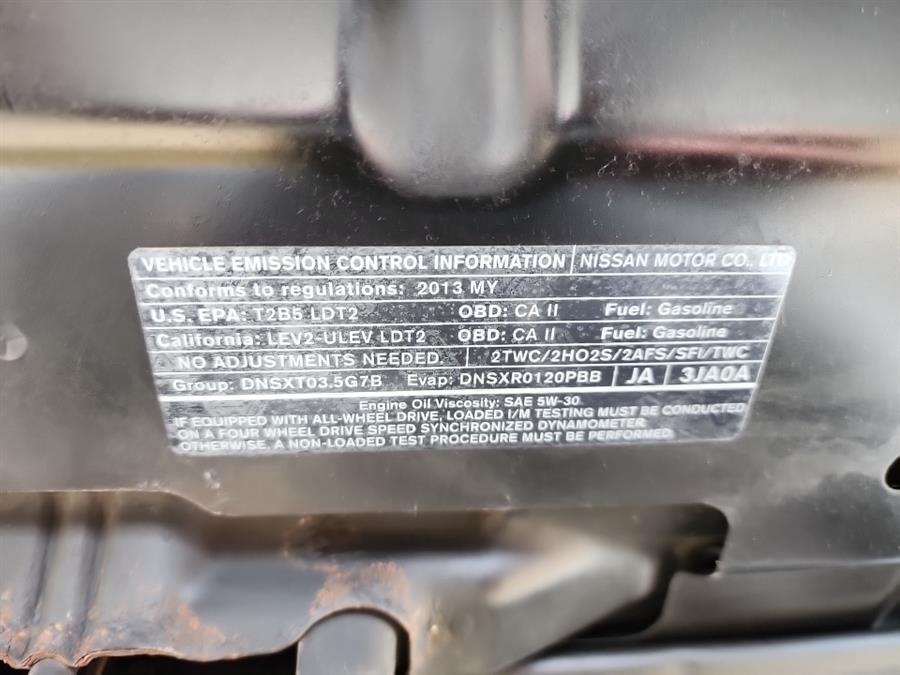 VEHICLE EMISSION CONTROL INFORMATION NISSAN MOTOR CO., LTD
Conforms to regulations: 2013 MY
U.S. EPA: T2B5 LDT2 OBD: CA II Fuel: Gasoline
California: LEV2-ULEV LDT2 OBD: CA II Fuel: Gasoline
NO ADJUSTMENTS NEEDED. 2TWC/2HO2S/2AFS/SFI/TWC
Group: DNSXT03.5G7B Evap: DNSXR0120PBB JA 3JA0A
Engine Oil Viscosity: SAE 5W-30
IF EQUIPPED WITH ALL-WHEEL DRIVE, LOADED I/M TESTING MUST BE CONDUCTED
ON A FOUR WHEEL DRIVE SPEED SYNCHRONIZED DYNAMOMETER
OTHERWISE, A NON-LOADED TEST PROCEDURE MUST BE PERFORMED